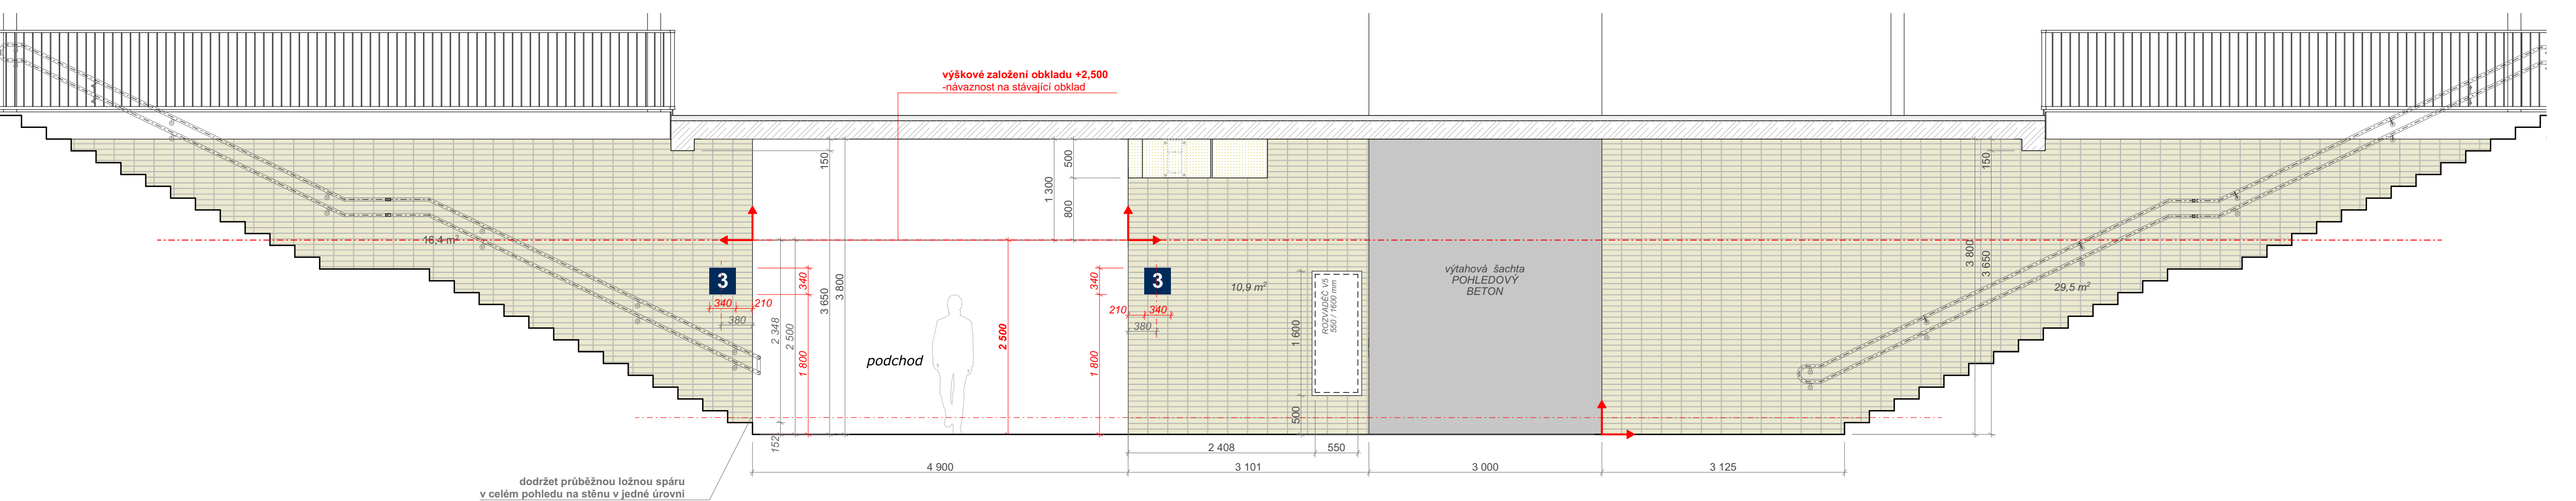 výškové založení obkladu +2,500
-návaznost na stávající obklad
150
1 300
500
800
150
16,4 m²
3
340
210
380
340
1 800
2 348
2 500
3 650
3 800
152
podchod
2 500
340
1 800
3
210
340
380
10,9 m²
ROZVADĚČ V5
550 / 1600 mm
1 600
500
výtahová šachta
POHLEDOVÝ
BETON
3 800
3 650
29,5 m²
2 408
550
4 900
3 101
3 000
3 125
dodržet průběžnou ložnou spáru
v celém pohledu na stěnu v jedné úrovni